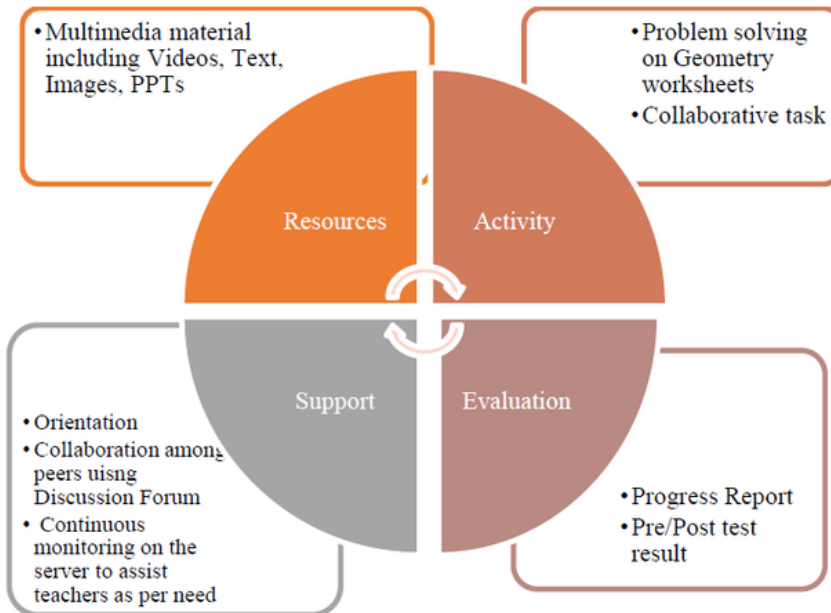 • Multimedia material
including Videos, Text,
Images, PPTs
• Problem solving
on Geometry
worksheets
• Collaborative task
Resources
Activity
Support
Evaluation
• Orientation
• Collaboration among
peers uisng
Discussion Forum
• Continuous
monitoring on the
server to assist
teachers as per need
• Progress Report
• Pre/Post test
result